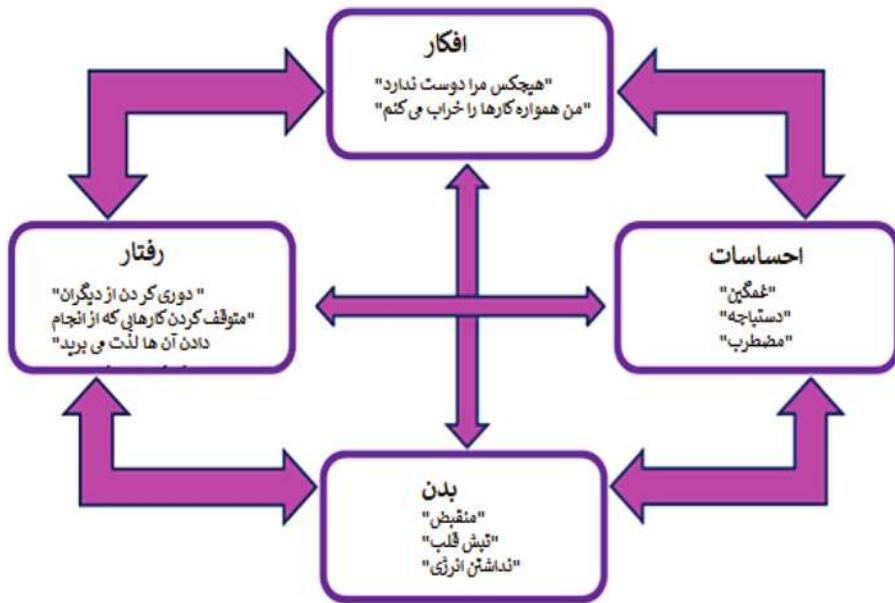 افکار
"هیچکس مرا دوست ندارد"
"من همواره کارها را خراب می کنم"
احساسات
"غمگین"
"دستپاچه"
"مضطرب"
رفتار
"دوری کر دن از دیگران"
"متوقف کردن کارهایی که از انجام
دادن آن ها لذت می برید"
بدن
"منقبض"
"تپش قلب"
"نداشتن انرژی"